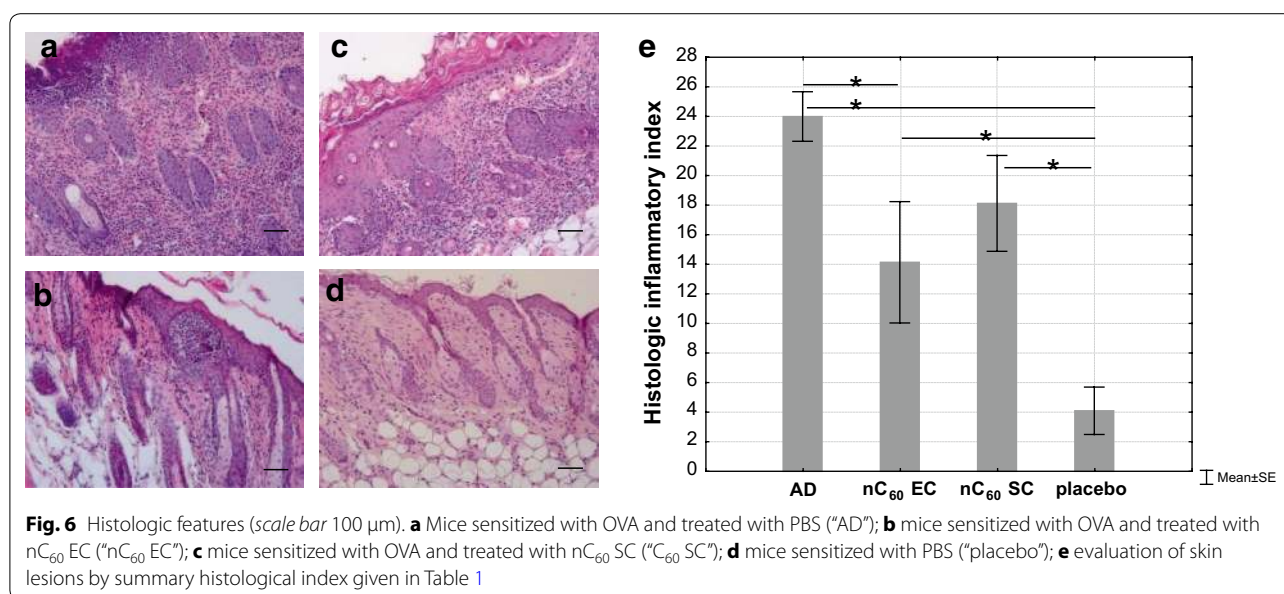 a
c
b
d
e
Histologic inflammatory index
28
26
24
22
20
18
16
14
12
10
8
6
4
2
0
*
*
*
*
AD nC60 EC nC60 SC placebo
Mean±SE
Fig. 6 Histologic features (scale bar 100 μm). a Mice sensitized with OVA and treated with PBS (“AD”); b mice sensitized with OVA and treated with
nC60 EC (“nC60 EC”); c mice sensitized with OVA and treated with nC60 SC (“C60 SC”); d mice sensitized with PBS (“placebo”); e evaluation of skin
lesions by summary histological index given in Table 1